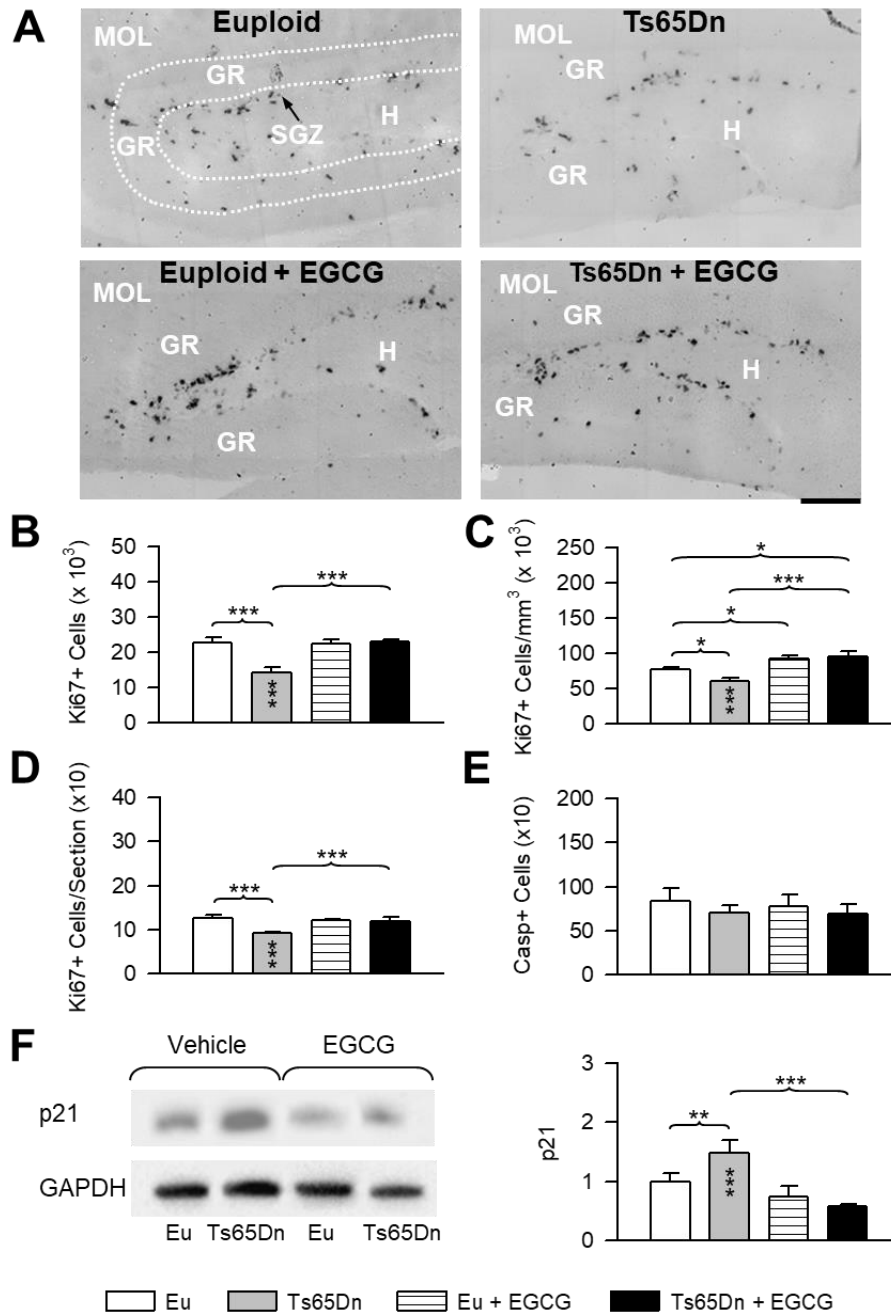 A
Euploid
MOL
GR
GR
SGZ
H
Ts65Dn
MOL
GR
H
GR
Euploid + EGCG
MOL
GR
H
GR
Ts65Dn + EGCG
MOL
GR
H
GR
B
Ki67+ Cells (x 10³)
50
40
30
20
10
0
***
***
***
C
Ki67+ Cells/mm³ (x 10³)
250
200
150
100
50
0
*
***
*
*
***
D
Ki67+ Cells/Section (x10)
40
30
20
10
0
***
***
***
E
Casp+ Cells (x10)
200
150
100
50
0
F
Vehicle EGCG
p21
GAPDH
Eu Ts65Dn Eu Ts65Dn
p21
3
2
1
0
***
**
***
Eu Ts65Dn Eu + EGCG Ts65Dn + EGCG